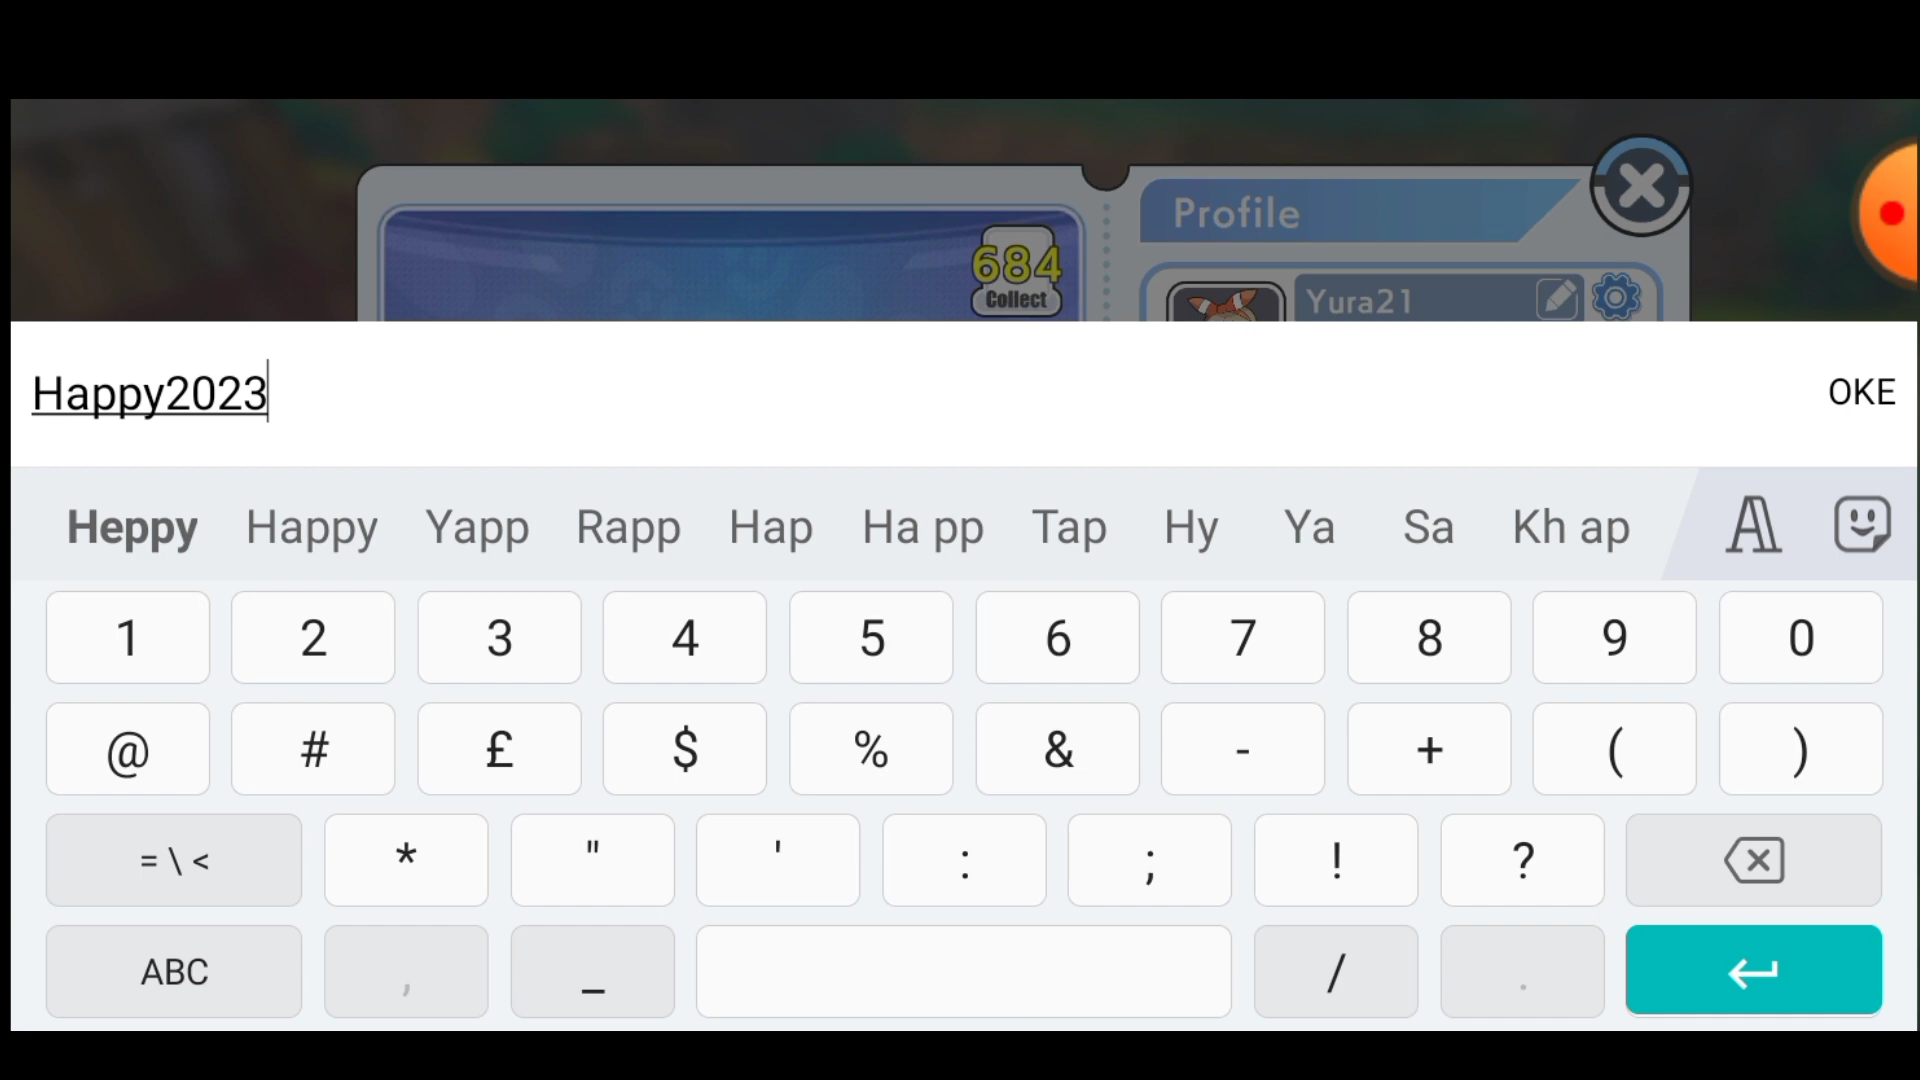 684
Collect
Profile
Yura21
Happy2023
OKE
Heppy Happy Yapp Rapp Hap Ha pp Tap Hy Ya Sa Kh ap
1 2 3 4 5 6 7 8 9 0
@ # £ $ % & - + ( )
= \ < * " ' : ; ! ?
ABC , _ / .